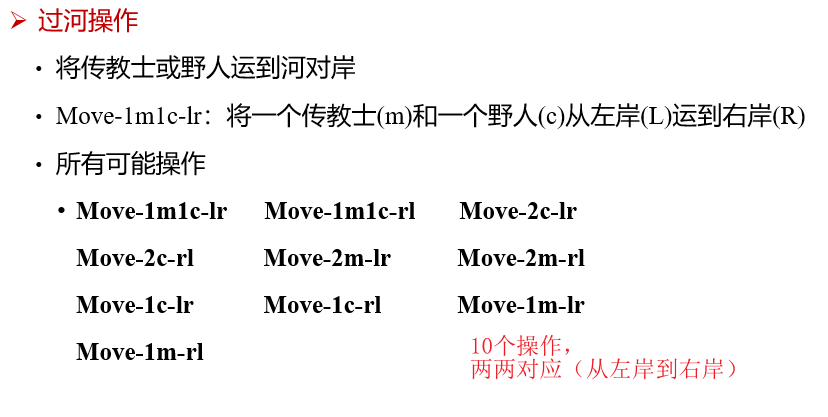 过河操作
将传教士或野人运到河对岸
Move-1m1c-lr：将一个传教士(m)和一个野人(c)从左岸(L)运到右岸(R)
所有可能操作
Move-1m1c-lr Move-1m1c-rl Move-2c-lr
Move-2c-rl Move-2m-lr Move-2m-rl
Move-1c-lr Move-1c-rl Move-1m-lr
Move-1m-rl
10个操作，
两两对应（从左岸到右岸）